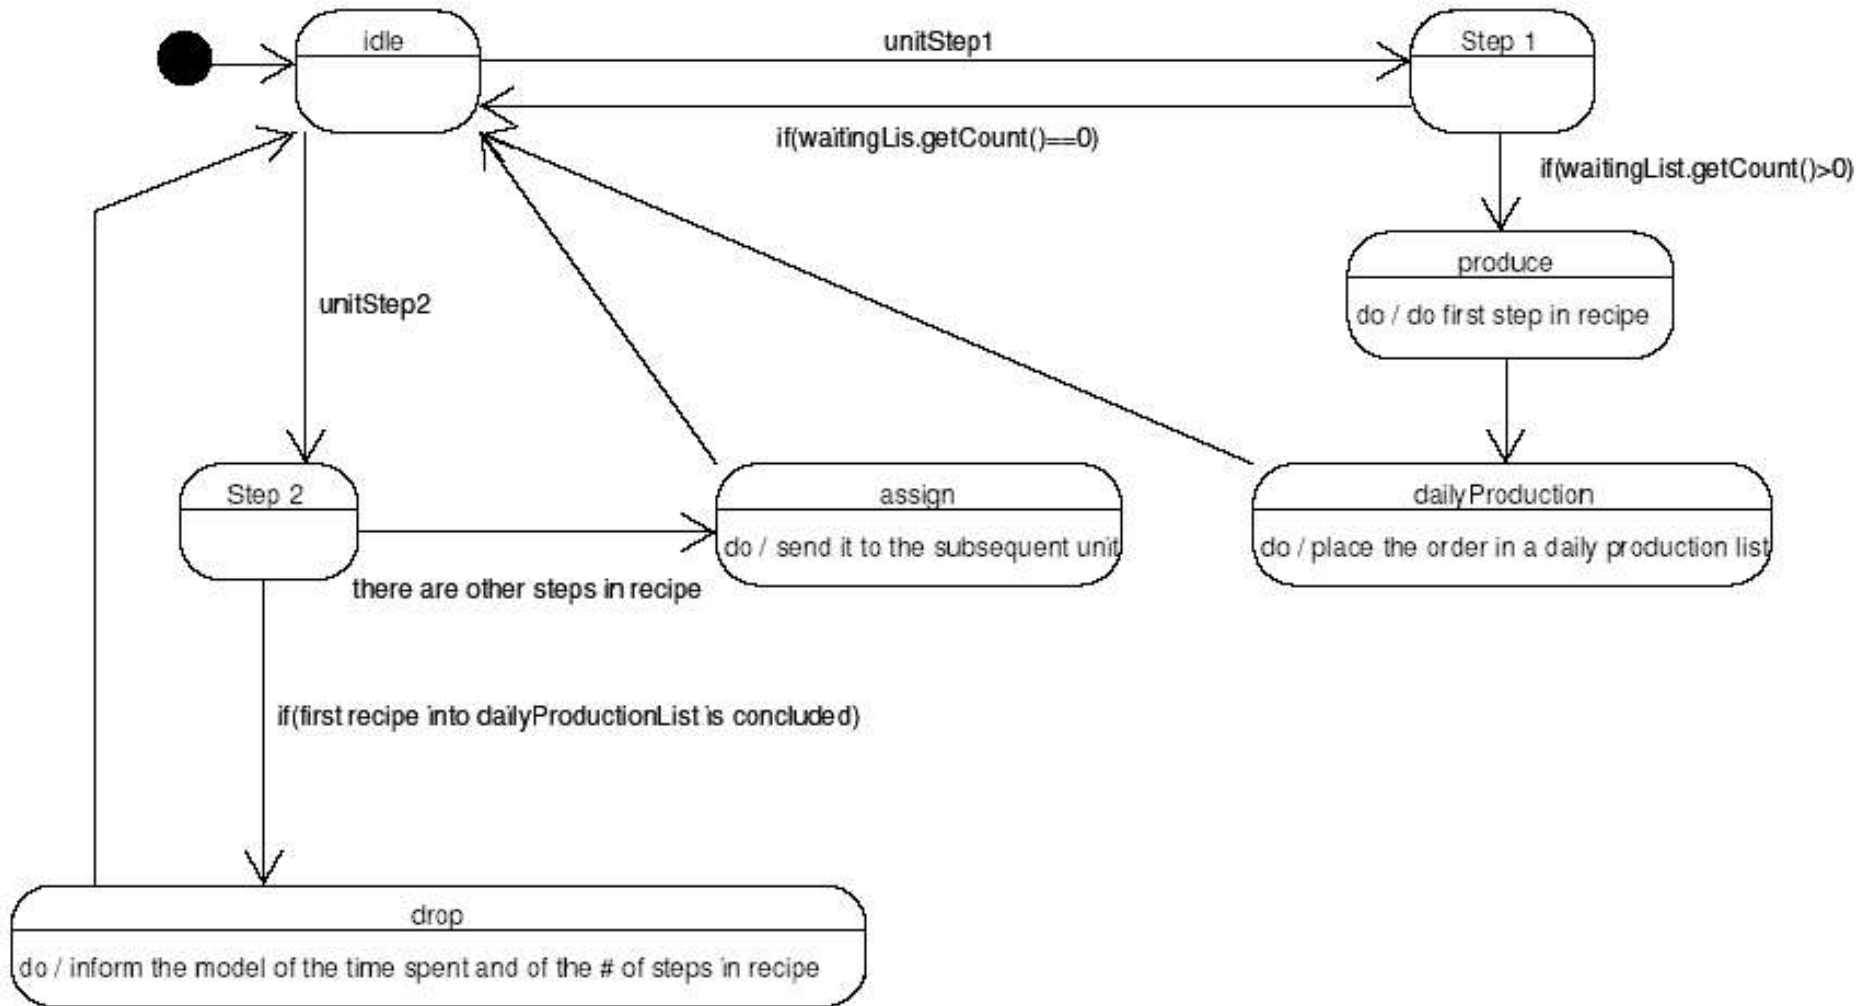 idle
unitStep1
Step 1
if(waitingLis.getCount()==0)
if(waitingList.getCount()>0)
produce
do / do first step in recipe
unitStep2
Step 2
assign
dailyProduction
do / send it to the subsequent unit
do / place the order in a daily production list
there are other steps in recipe
if(first recipe into dailyProductionList is concluded)
drop
do / inform the model of the time spent and of the # of steps in recipe